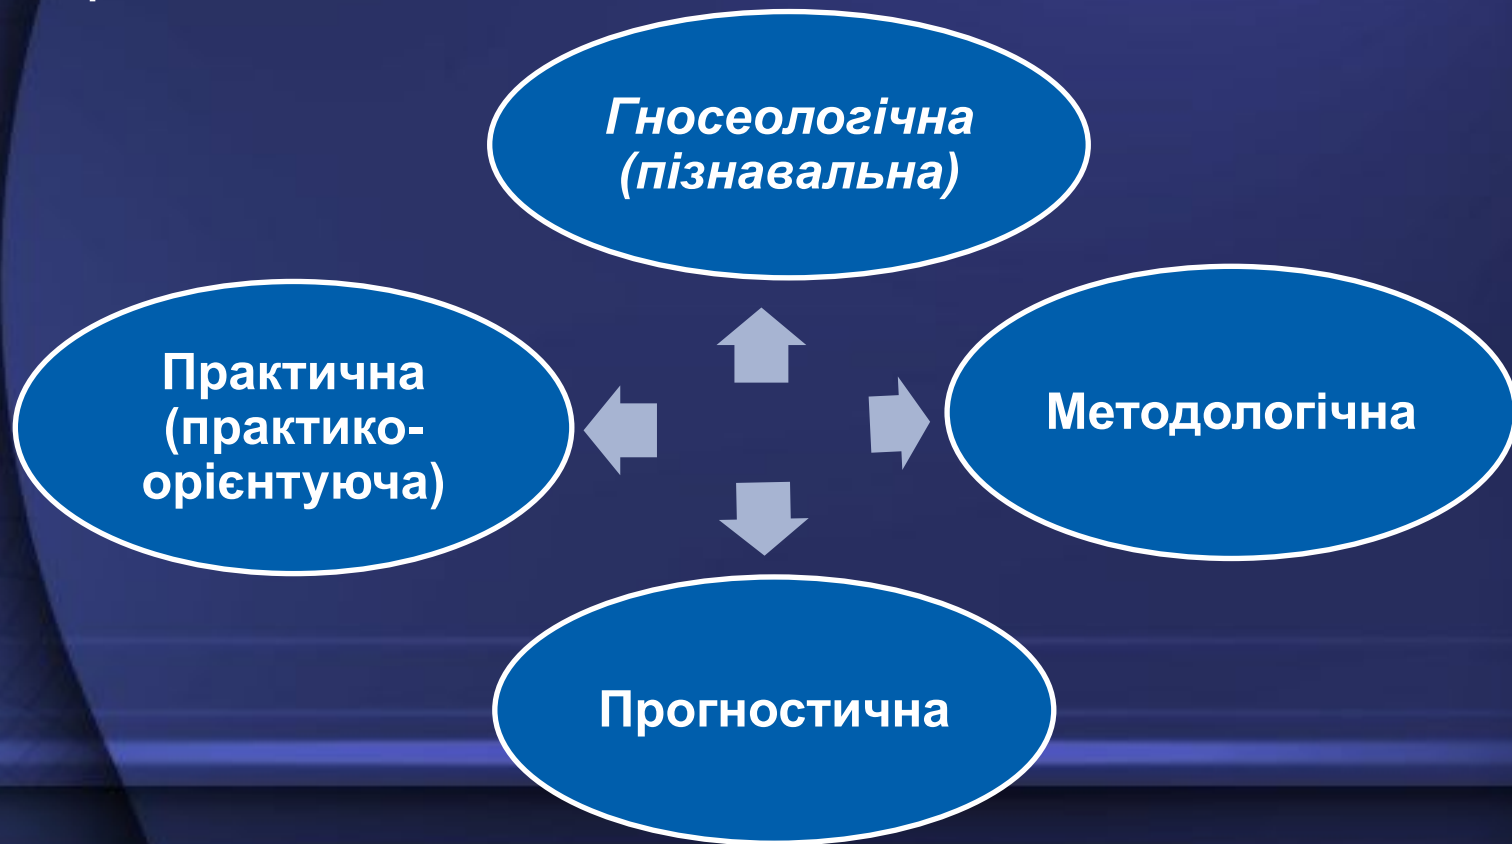 Гносеологічна
(пізнавальна)
Практична
(практико-
орієнтуюча)
Методологічна
Прогностична